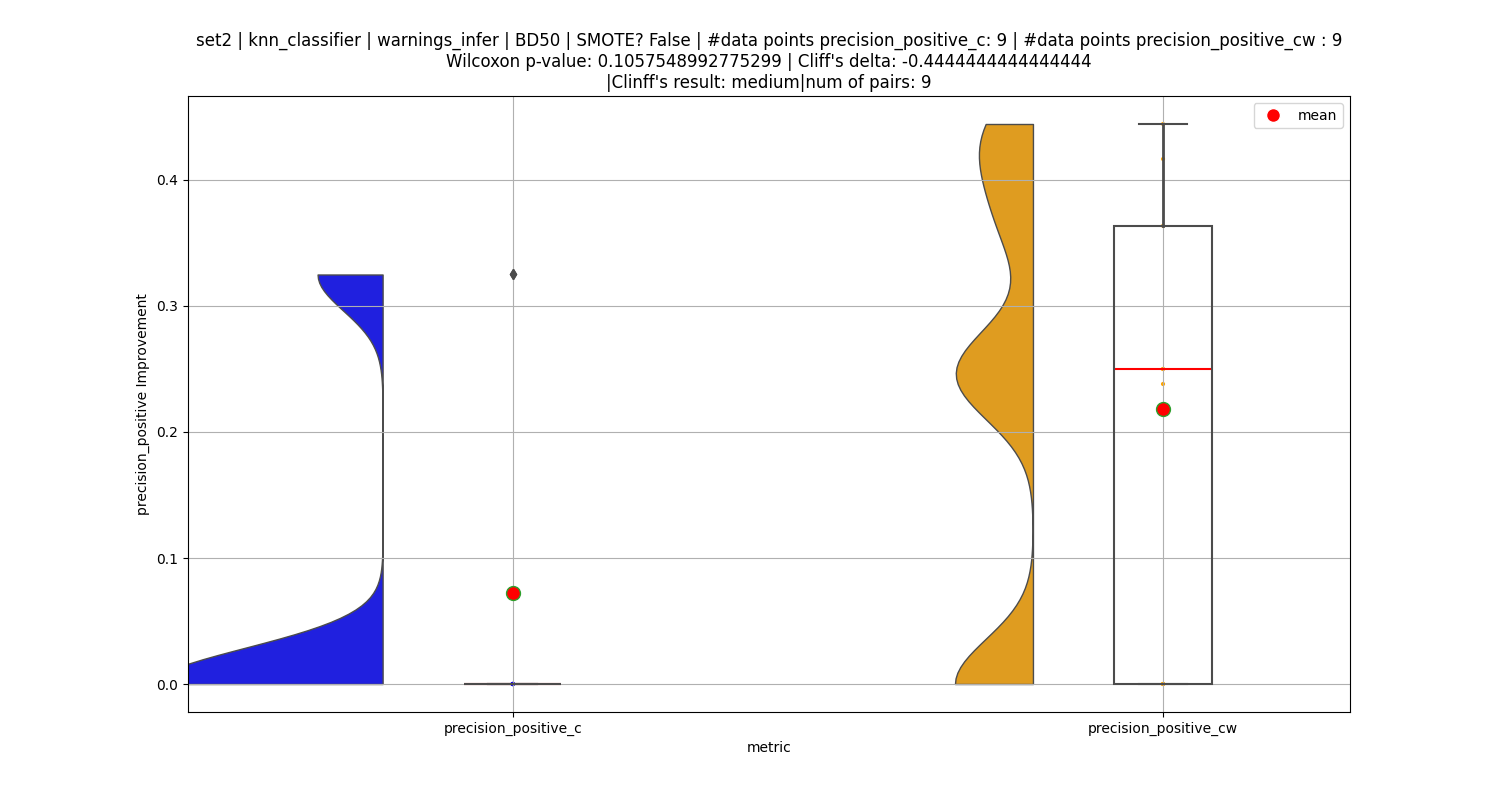 set2 | knn_classifier | warnings_infer | BD50 | SMOTE? False | #data points precision_positive_c: 9 | #data points precision_positive_cw : 9
Wilcoxon p-value: 0.1057548992775299 | Cliff's delta: -0.4444444444444444
|Clinff's result: medium|num of pairs: 9
mean
0.4
0.3
0.2
0.1
0.0
precision_positive Improvement
precision_positive_c
precision_positive_cw
metric